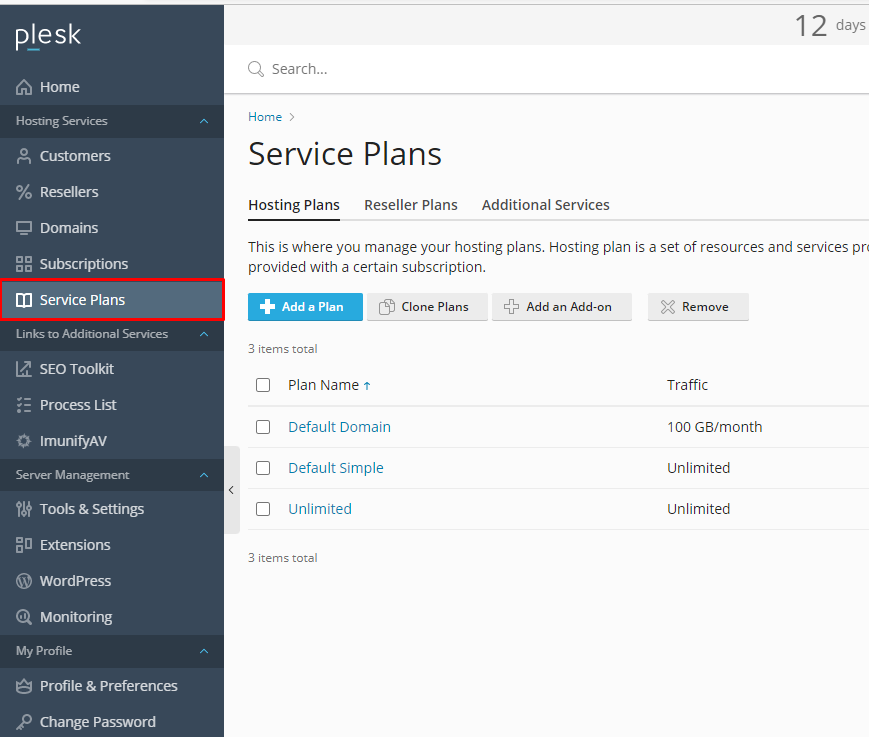 plesk
Home
Hosting Services
Customers
Resellers
Domains
Subscriptions
Service Plans
Links to Additional Services
SEO Toolkit
Process List
ImunifyAV
Server Management
Tools & Settings
Extensions
WordPress
Monitoring
My Profile
Profile & Preferences
Change Password
12 days
Search...
Home >
Service Plans
Hosting Plans Reseller Plans Additional Services
This is where you manage your hosting plans. Hosting plan is a set of resources and services pro
provided with a certain subscription.
Add a Plan Clone Plans Add an Add-on Remove
3 items total
Plan Name ↑ Traffic
Default Domain 100 GB/month
Default Simple Unlimited
Unlimited Unlimited
3 items total